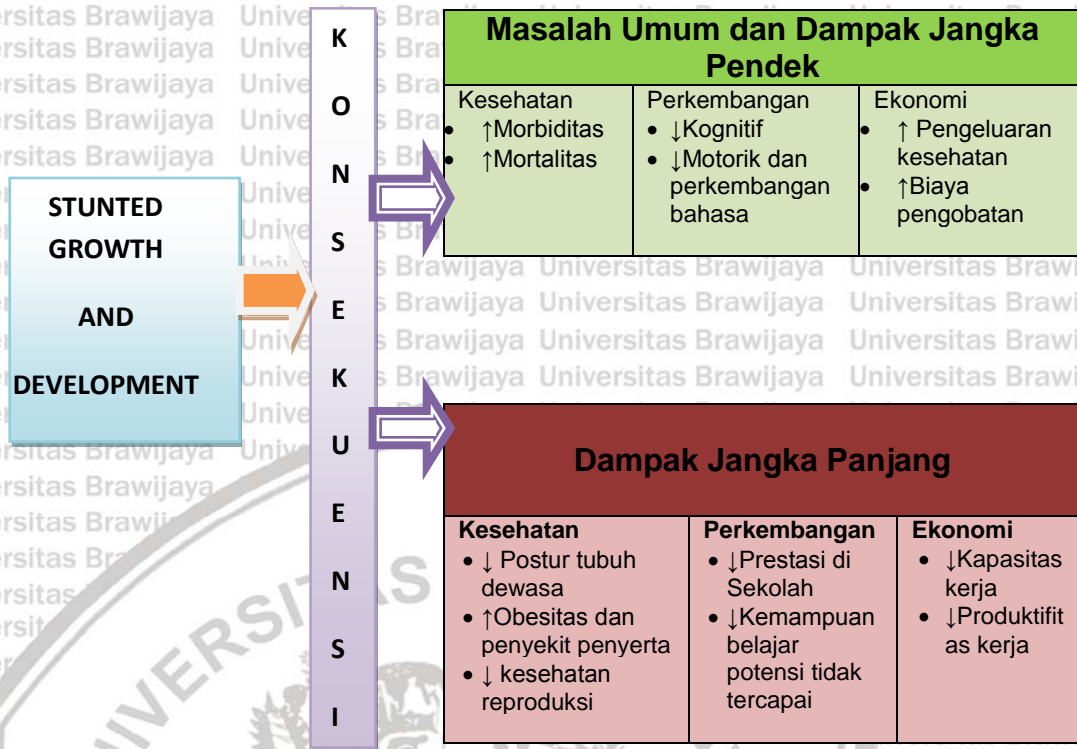 STUNTED
GROWTH
AND
DEVELOPMENT
K
O
N
S
E
K
U
E
N
S
I
Masalah Umum dan Dampak Jangka
Pendek
Kesehatan
• ↑Morbiditas
• ↑Mortalitas
Perkembangan
• ↓Kognitif
• ↓Motorik dan
perkembangan
bahasa
Ekonomi
• ↑ Pengeluaran
kesehatan
• ↑Biaya
pengobatan
Dampak Jangka Panjang
Kesehatan
• ↓ Postur tubuh
dewasa
• ↑Obesitas dan
penyekit penyerta
• ↓ kesehatan
reproduksi
Perkembangan
• ↓Prestasi di
Sekolah
• ↓Kemampuan
belajar
potensi tidak
tercapai
Ekonomi
• ↓Kapasitas
kerja
• ↓Produktifit
as kerja